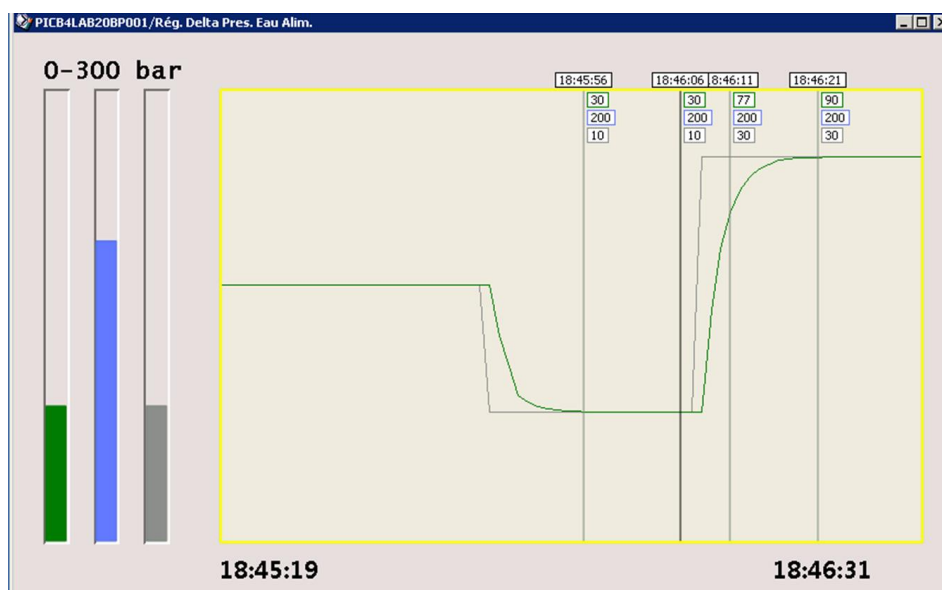 PICB4LAB20BP001/Rég. Delta Pres. Eau Alim.
0-300 bar
18:45:56 18:46:06 8:46:11 18:46:21
30 30 77 90
200 200 200 200
10 10 30 30
18:45:19 18:46:31